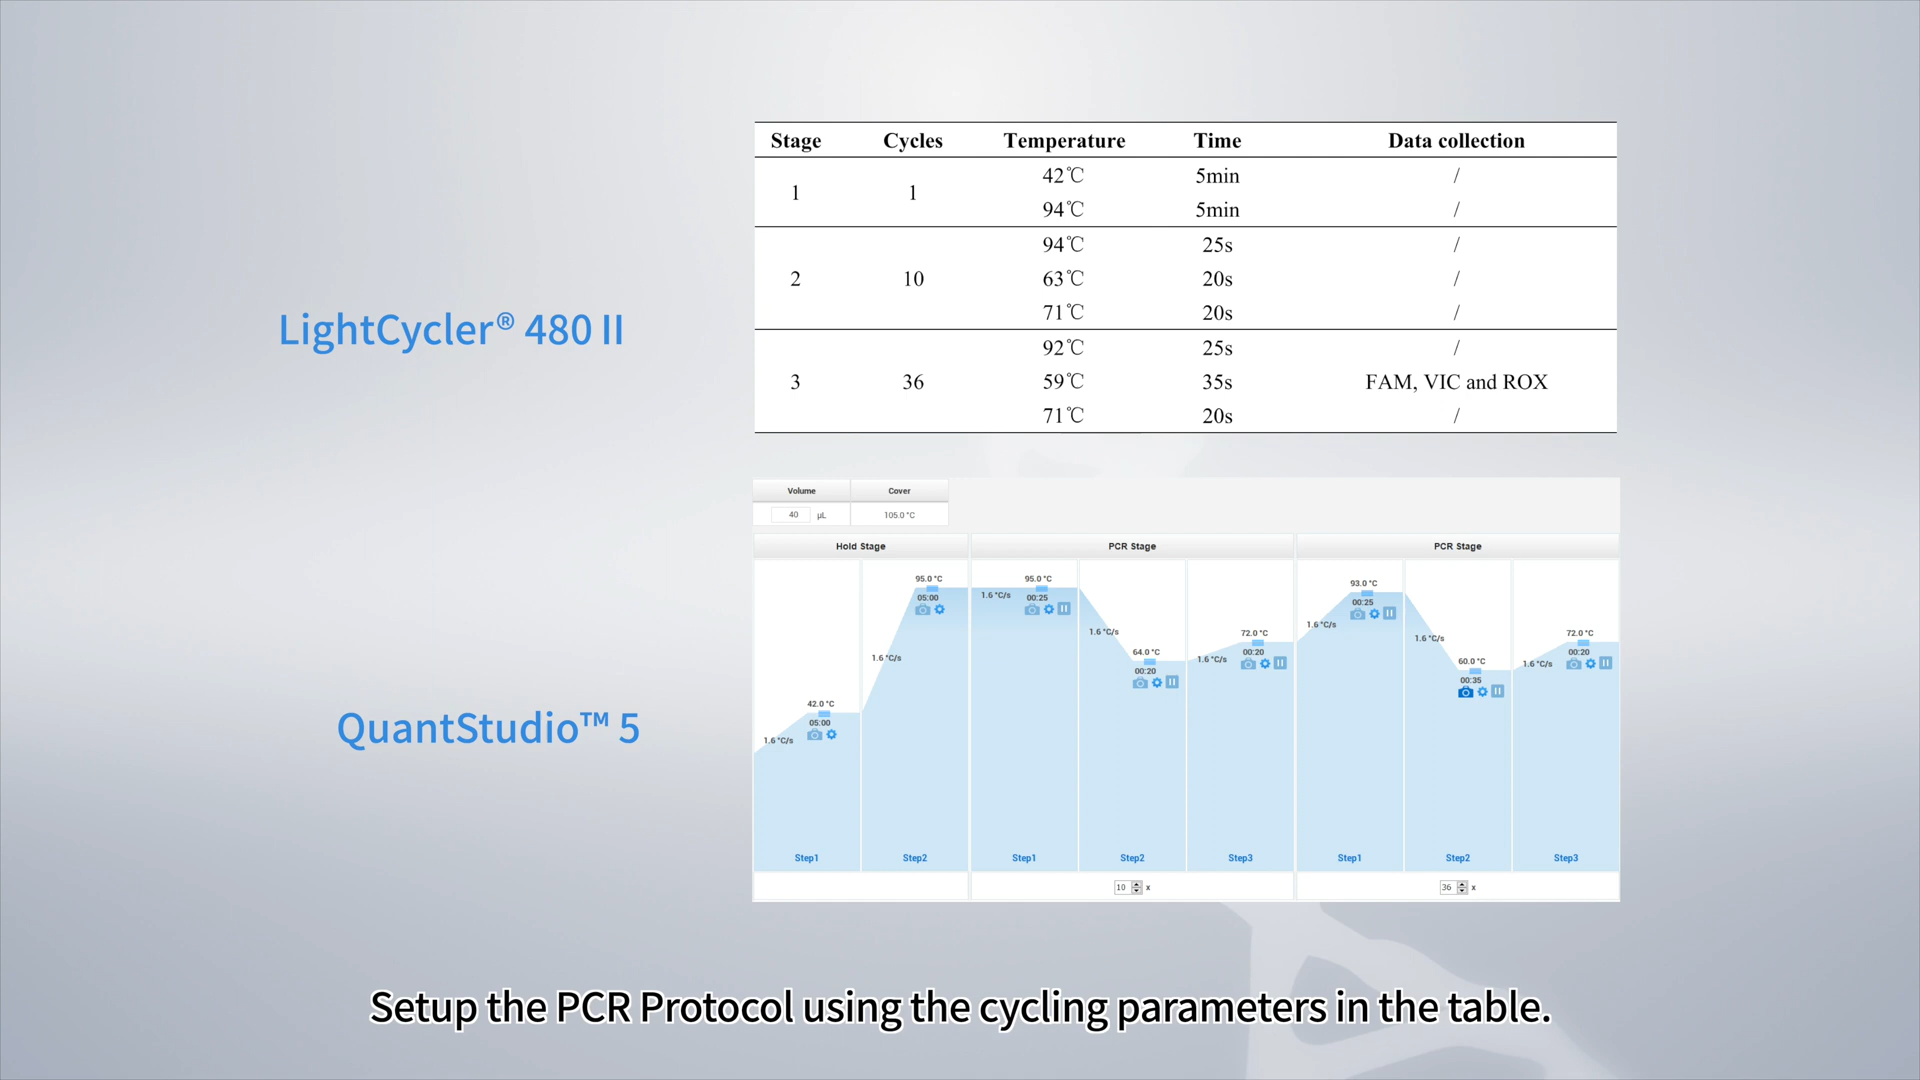 Stage Cycles Temperature Time Data collection
1 1 42℃ 5min /
94℃ 5min /
2 10 94℃ 25s /
63℃ 20s /
71℃ 20s /
3 36 92℃ 25s /
59℃ 35s FAM, VIC and ROX
71℃ 20s /
LightCycler® 480 II
Volume Cover
40 µL 105.0 °C
Hold Stage PCR Stage PCR Stage
42.0 °C
05:00
1.6 °C/s
Step1
95.0 °C
05:00
1.6 °C/s
Step2
95.0 °C
00:25
1.6 °C/s
Step1
64.0 °C
00:20
1.6 °C/s
Step2
72.0 °C
00:20
1.6 °C/s
Step3
10 x
93.0 °C
00:25
1.6 °C/s
Step1
60.0 °C
00:35
1.6 °C/s
Step2
72.0 °C
00:20
1.6 °C/s
Step3
36 x
QuantStudio™ 5
Setup the PCR Protocol using the cycling parameters in the table.